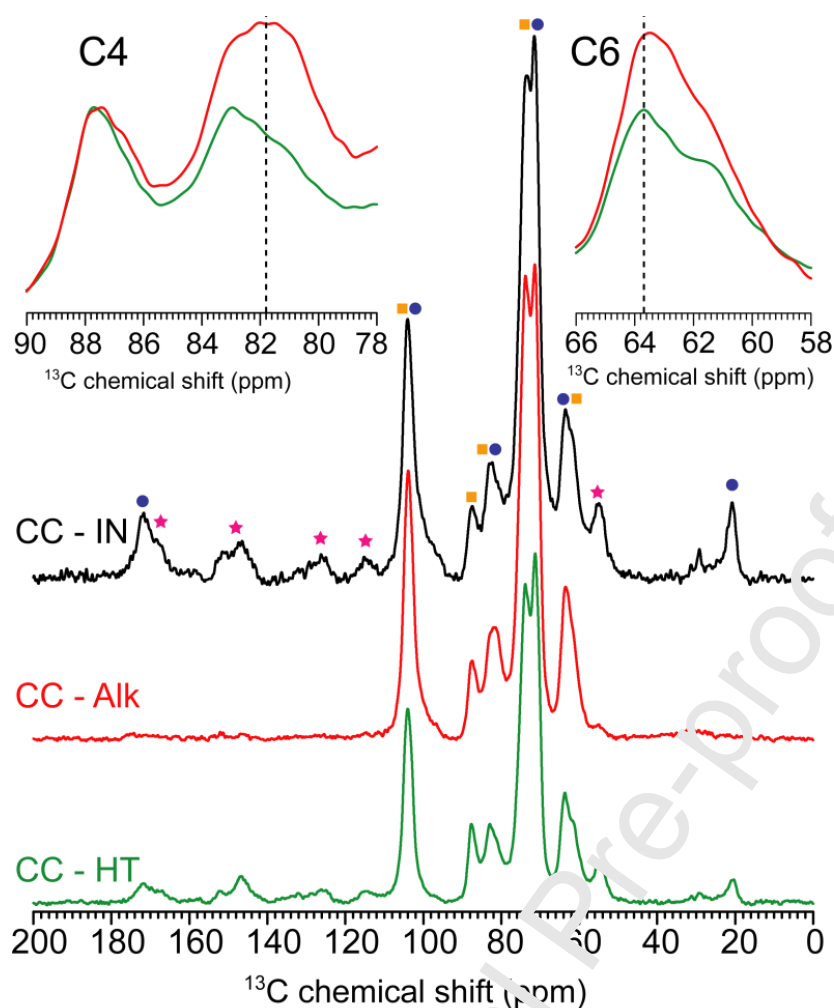 C4
C6
90 88 86 84 82 80 78
¹³C chemical shift (ppm)
66 64 62 60 58
¹³C chemical shift (ppm)
CC - IN
CC - Alk
CC - HT
200 180 160 140 120 100 80 60 40 20 0
¹³C chemical shift (ppm)
l Pre-proof